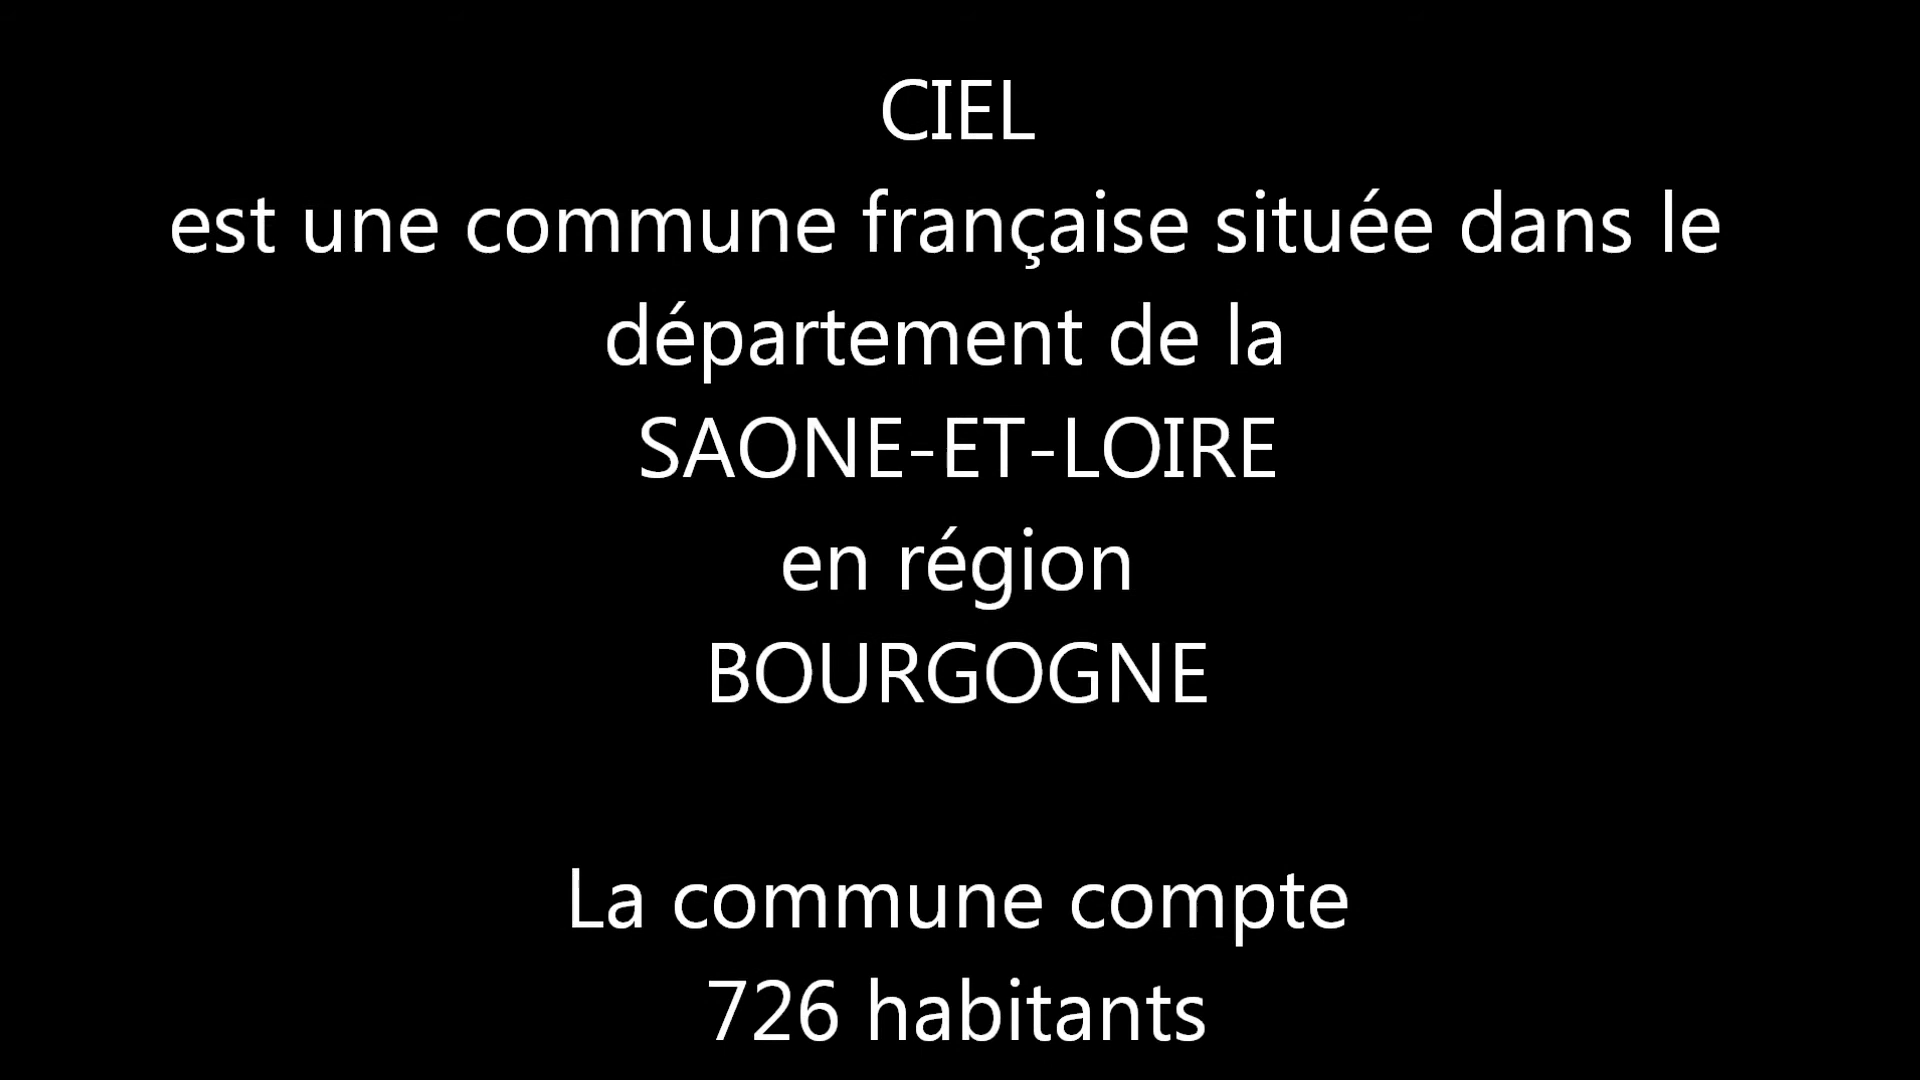 CIEL
est une commune française située dans le
département de la
SAONE-ET-LOIRE
en région
BOURGOGNE
La commune compte
726 habitants